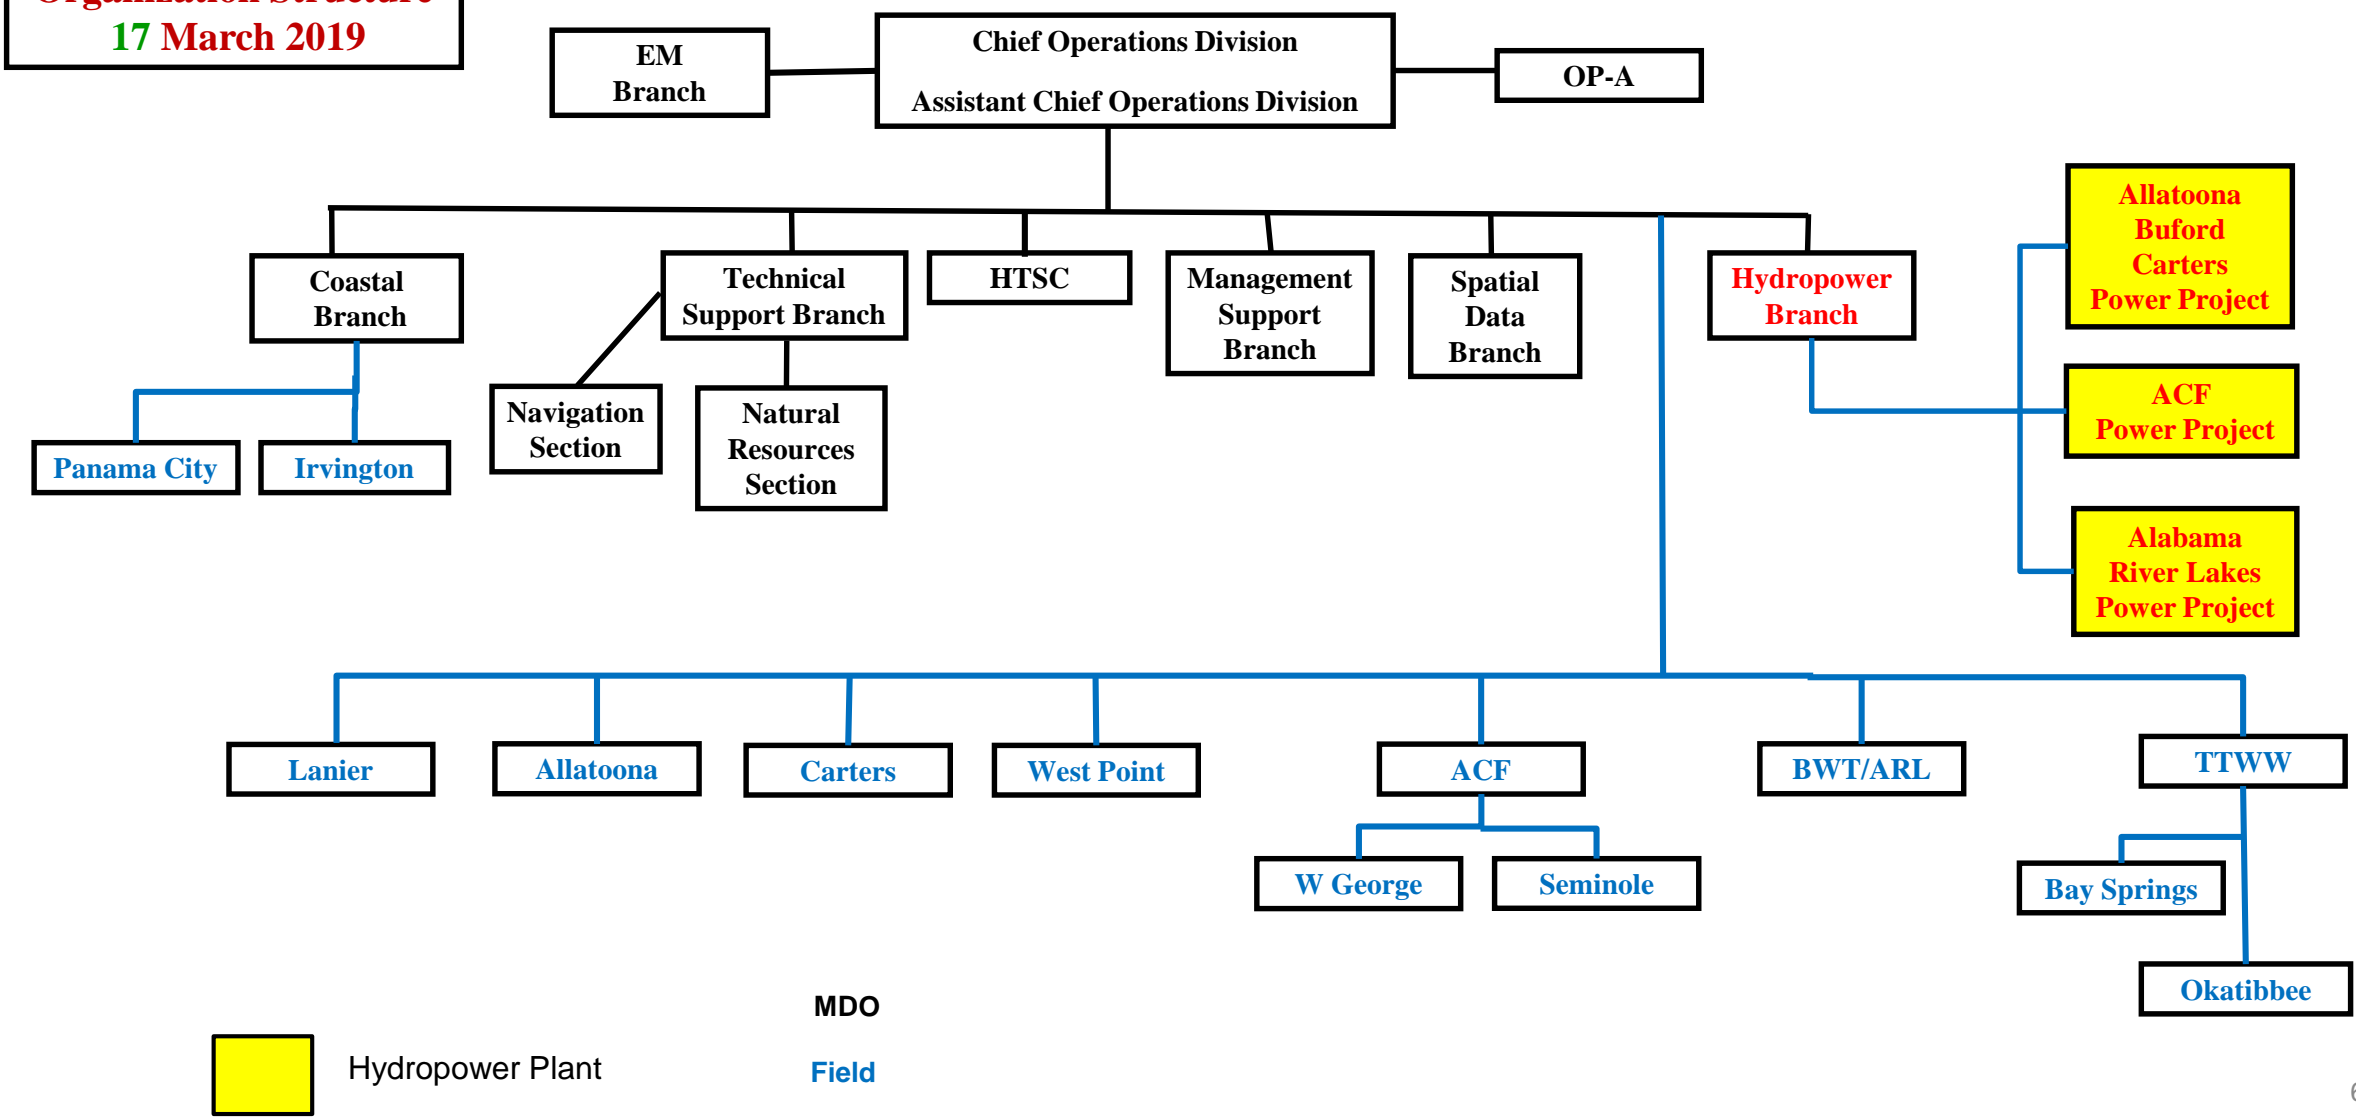 Organization Structure
17 March 2019
EM
Branch
Chief Operations Division
Assistant Chief Operations Division
OP-A
Coastal
Branch
Technical
Support Branch
HTSC
Management
Support
Branch
Spatial
Data
Branch
Hydropower
Branch
Allatoona
Buford
Carters
Power Project
ACF
Power Project
Alabama
River Lakes
Power Project
Panama City
Irvington
Navigation
Section
Natural
Resources
Section
Lanier
Allatoona
Carters
West Point
ACF
BWT/ARL
TTWW
W George
Seminole
Bay Springs
Okatibbee
MDO
Hydropower Plant
Field